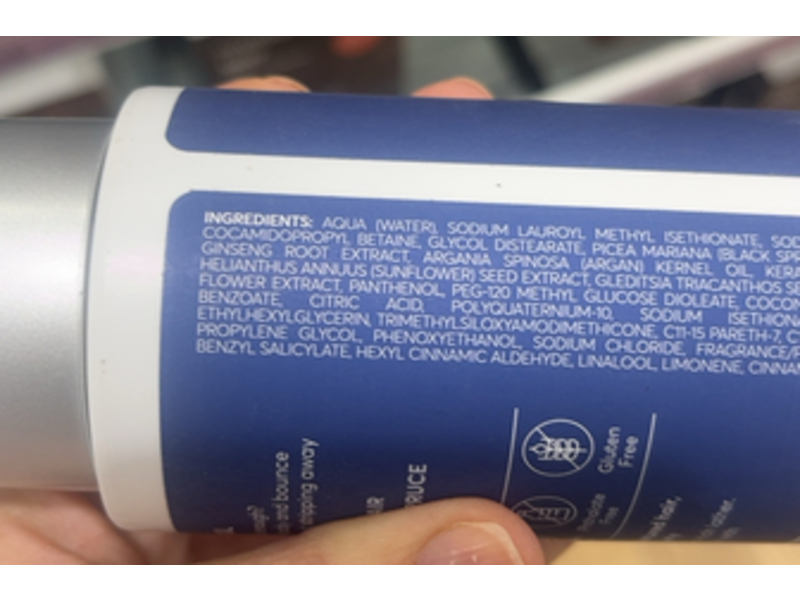 INGREDIENTS: AQUA (WATER), SODIUM LAUROYL METHYL ISETHIONATE, SOD
COCAMIDOPROPYL BETAINE, GLYCOL DISTEARATE, PICEA MARIANA (BLACK SPR
GINSENG ROOT EXTRACT, ARGANIA SPINOSA (ARGAN) KERNEL OIL, KERA
HELIANTHUS ANNUUS (SUNFLOWER) SEED EXTRACT, GLEDITSIA TRIACANTHOS SE
FLOWER EXTRACT, PANTHENOL, PEG-120 METHYL GLUCOSE DIOLEATE, COCON
BENZOATE, CITRIC ACID, POLYQUATERNIUM-10, SODIUM ISETHIONA
ETHYLHEXYLGLYCERIN, TRIMETHYLSILOXYAMODIMETHICONE, C11-15 PARETH-7, C1
PROPYLENE GLYCOL, PHENOXYETHANOL, SODIUM CHLORIDE, FRAGRANCE/P
BENZYL SALICYLATE, HEXYL CINNAMIC ALDEHYDE, LINALOOL, LIMONENE, CINNAM
and bounce
stripping away
AIR
RUCE
Gluten
Free
Free